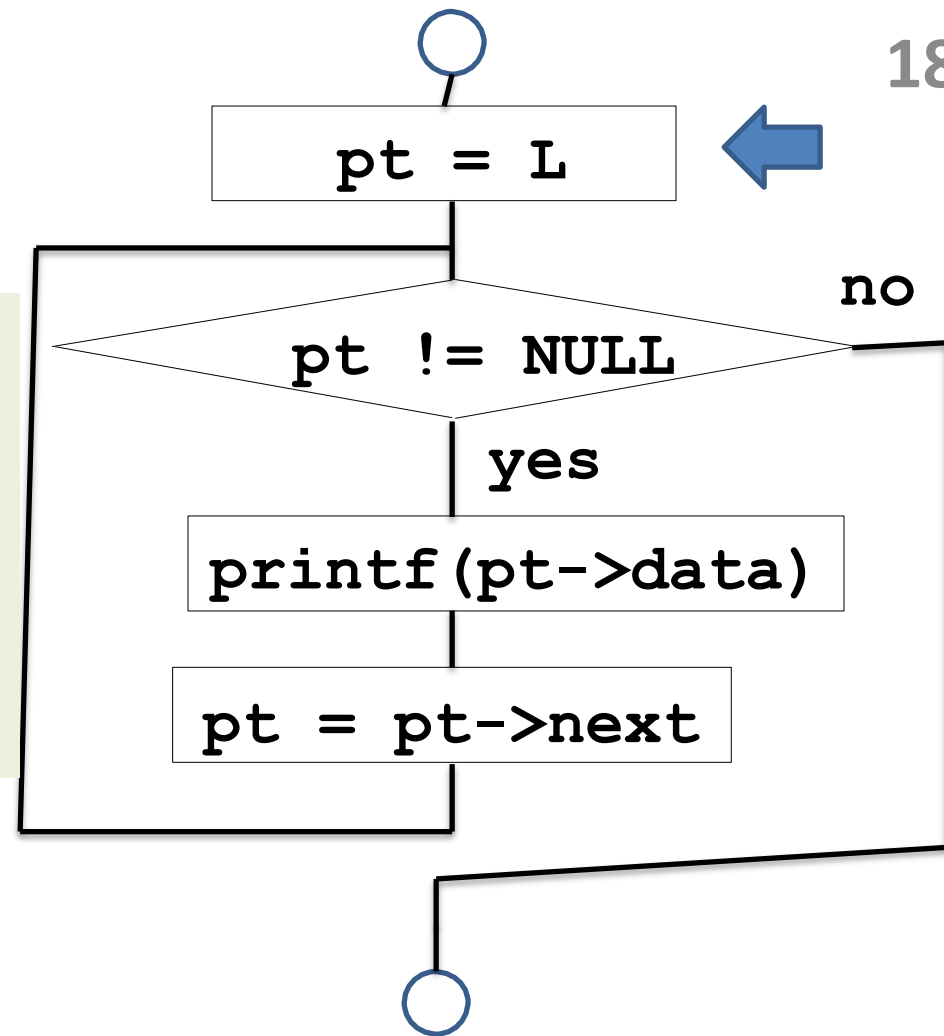 18
pt = L
no
pt != NULL
yes
printf(pt->data)
pt = pt->next